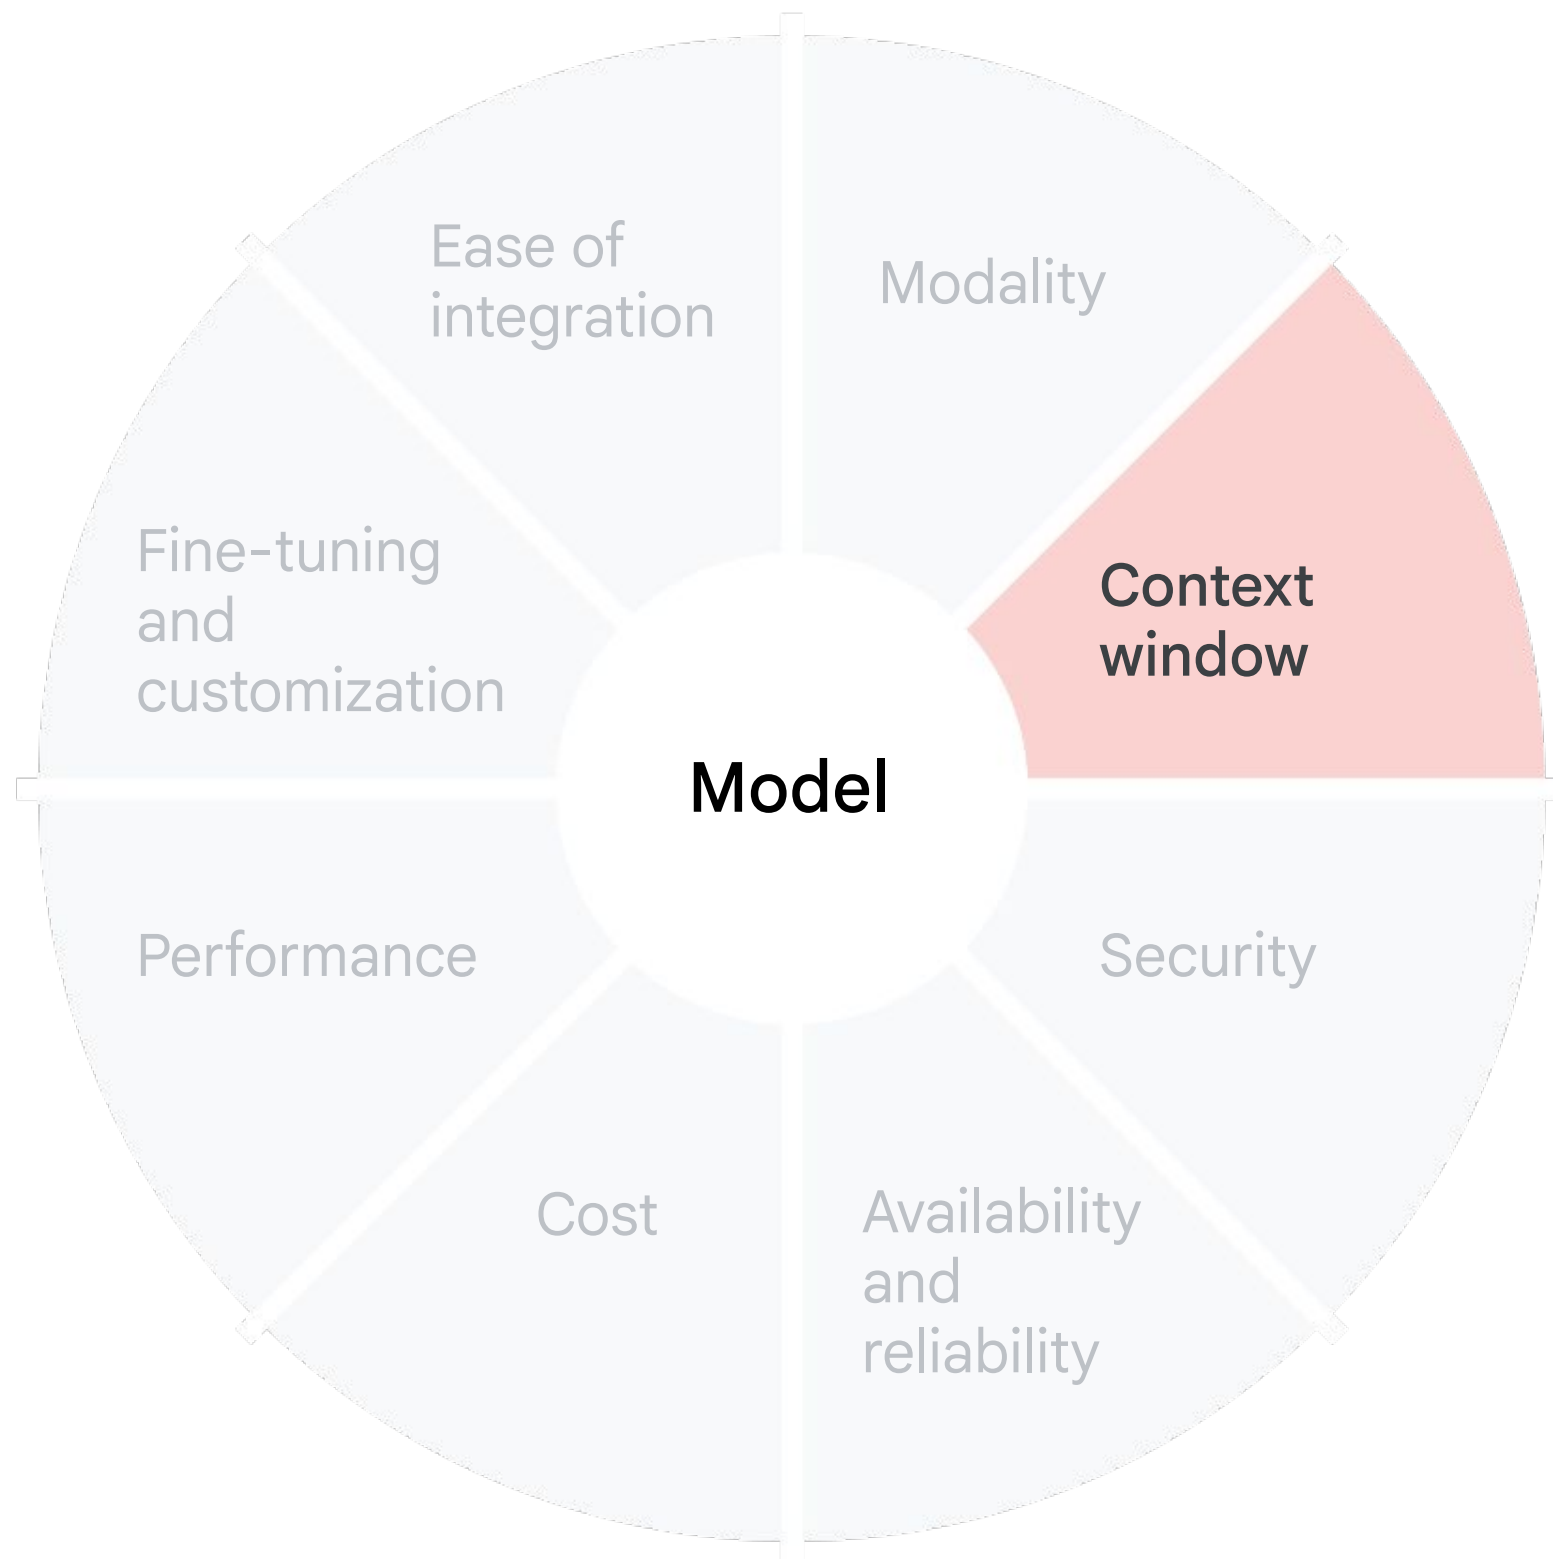 Ease of
integration
Modality
Context
window
Security
Availability
and
reliability
Cost
Performance
Fine-tuning
and
customization
Model